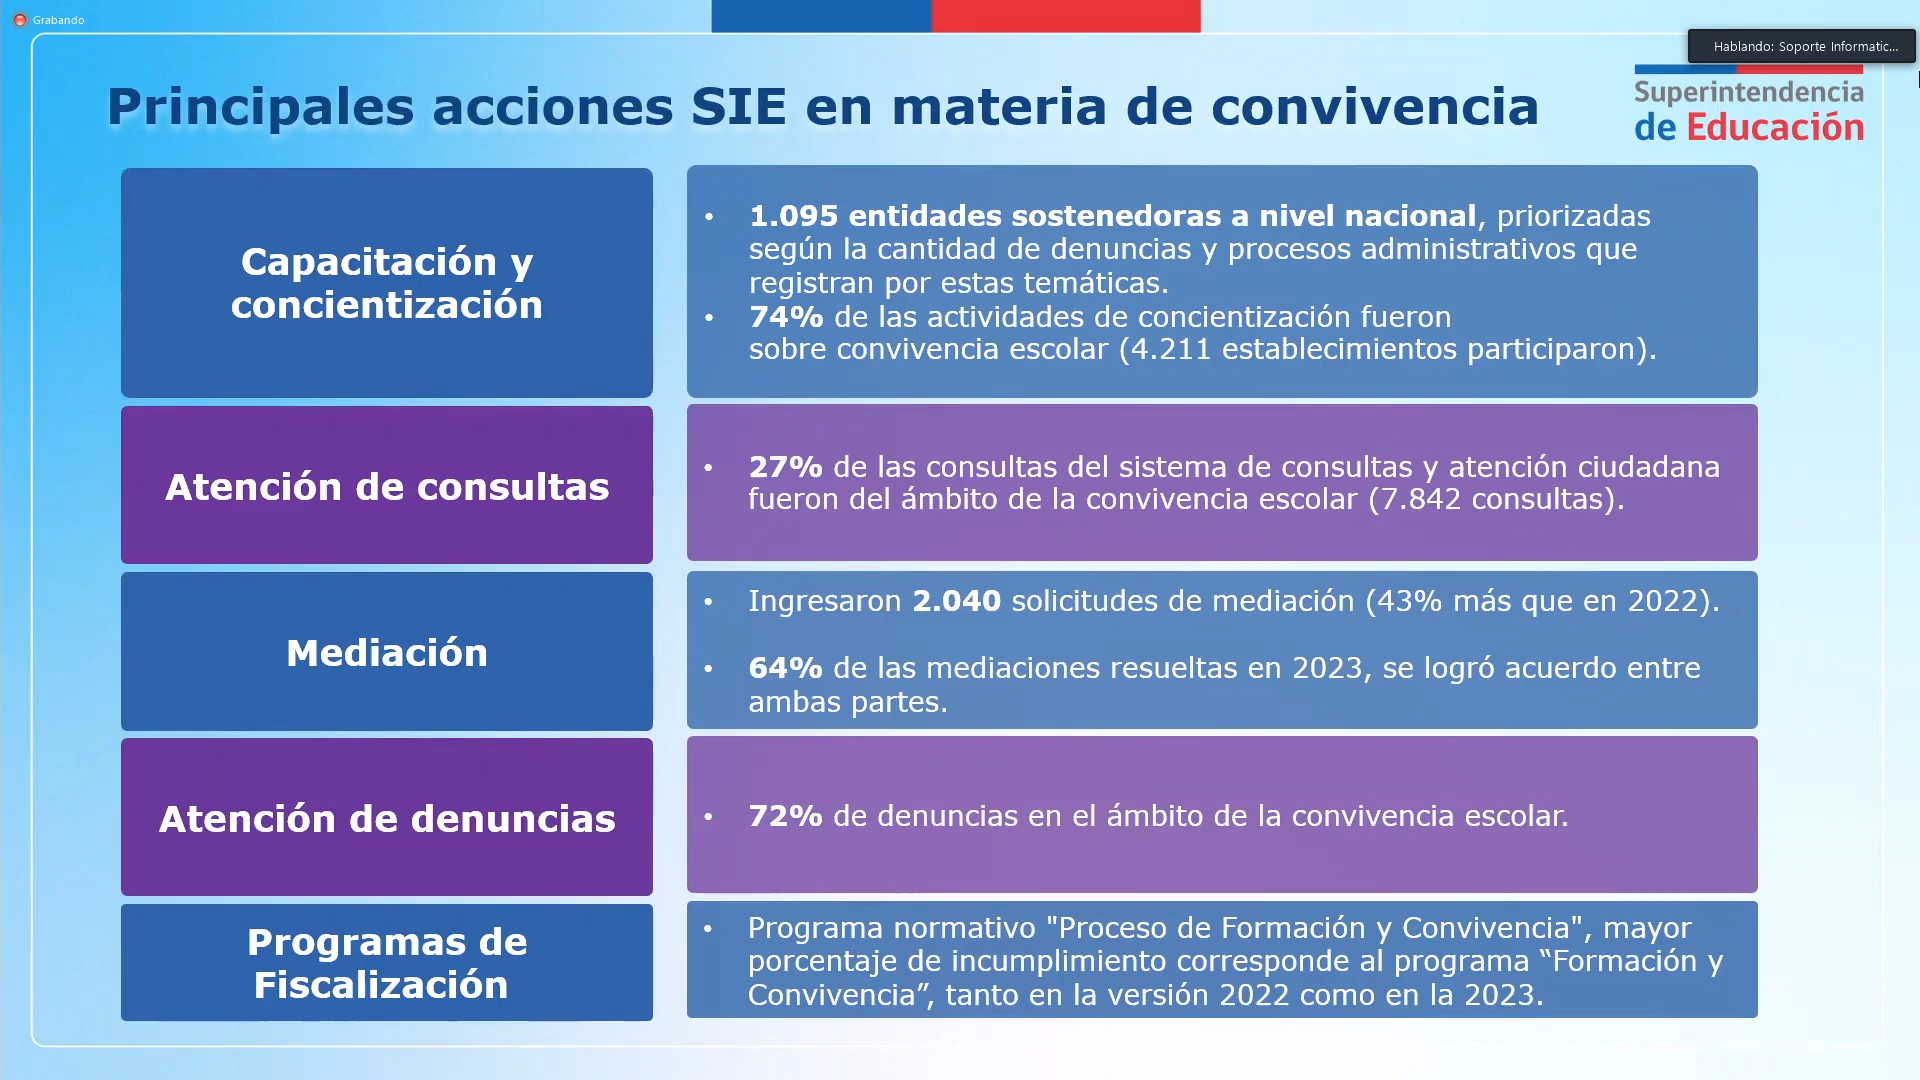 Grabando
Hablando: Soporte Informatic...
Principales acciones SIE en materia de convivencia
Superintendencia
de Educación
Capacitación y
concientización
• 1.095 entidades sostenedoras a nivel nacional, priorizadas
según la cantidad de denuncias y procesos administrativos que
registran por estas temáticas.
• 74% de las actividades de concientización fueron
sobre convivencia escolar (4.211 establecimientos participaron).
Atención de consultas
• 27% de las consultas del sistema de consultas y atención ciudadana
fueron del ámbito de la convivencia escolar (7.842 consultas).
Mediación
• Ingresaron 2.040 solicitudes de mediación (43% más que en 2022).
• 64% de las mediaciones resueltas en 2023, se logró acuerdo entre
ambas partes.
Atención de denuncias
• 72% de denuncias en el ámbito de la convivencia escolar.
Programas de
Fiscalización
• Programa normativo "Proceso de Formación y Convivencia", mayor
porcentaje de incumplimiento corresponde al programa “Formación y
Convivencia”, tanto en la versión 2022 como en la 2023.